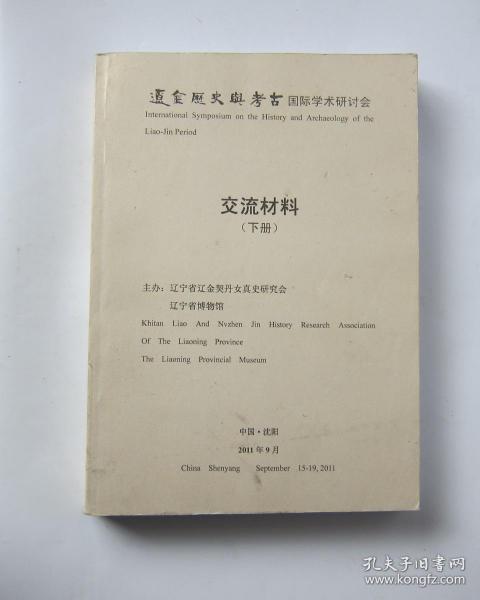 遼金歷史與考古国际学术研讨会
International Symposium on the History and Archaeology of the
Liao-Jin Period
交流材料
（下册）
主办：辽宁省辽金契丹女真史研究会
辽宁省博物馆
Khitan Liao And Nvzhen Jin History Research Association
Of The Liaoning Province
The Liaoning Provincial Museum
中国·沈阳
2011 年 9 月
China Shenyang September 15-19, 2011
孔夫子旧书网
www.kongfz.com